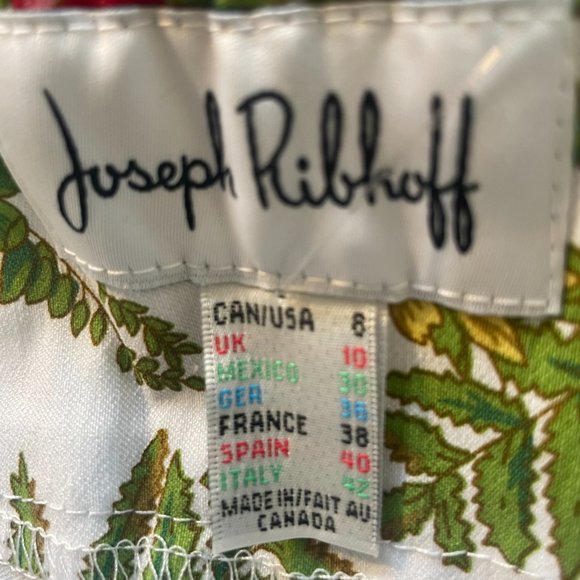 Joseph Ribkoff
CAN/USA 8
UK 10
MEXICO 30
GER 36
FRANCE 38
SPAIN 40
ITALY 42
MADE IN/FAIT AU
CANADA